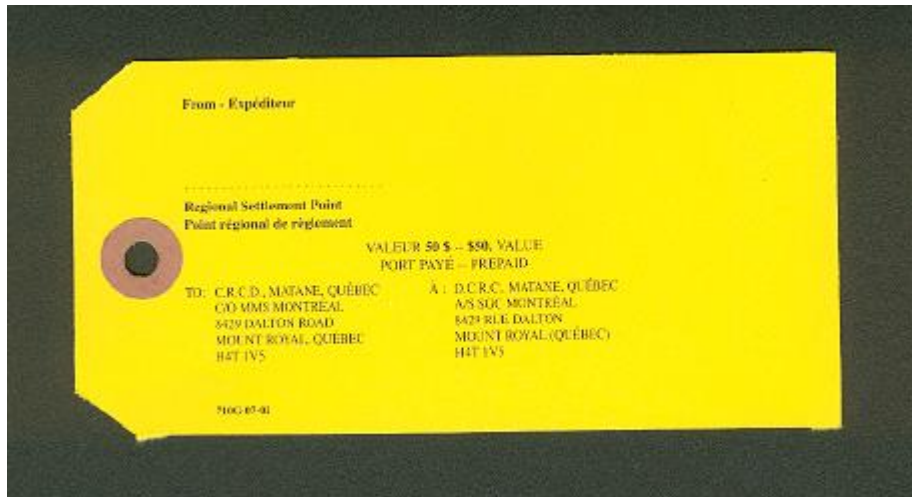 From - Expéditeur
Regional Settlement Point
Point régional de règlement
VALEUR 50 $ – $50. VALUE
PORT PAYÉ – PREPAID
TO: C.R.C.D., MATANE, QUÉBEC
C/O MMS MONTREAL
8429 DALTON ROAD
MOUNT ROYAL, QUEBEC
H4T 1V5
À : D.C.R.C. MATANE, QUÉBEC
A/S SQC MONTRÉAL
8429 RUE DALTON
MOUNT ROYAL (QUÉBEC)
H4T 1V5
710G 07-01